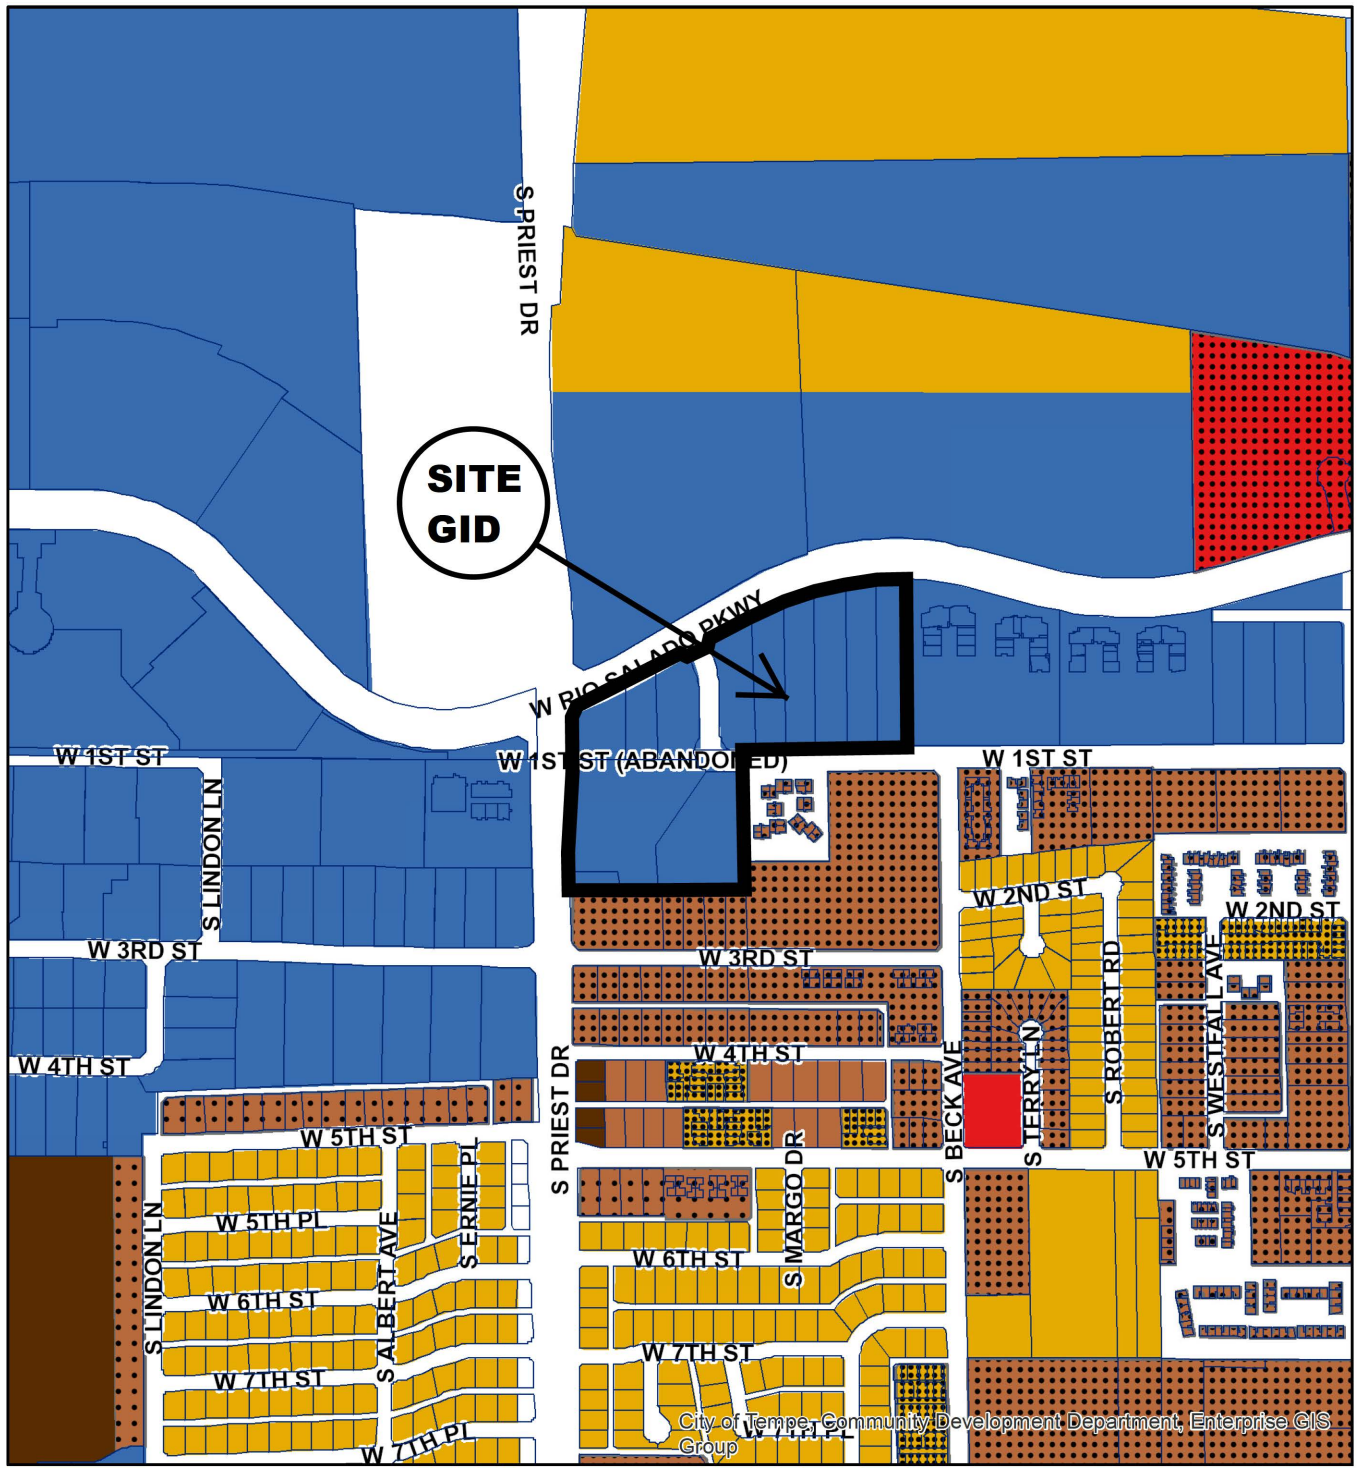 S PRIEST DR
SITE
GID
W RIO SALADO PKWY
W 1ST ST
W 1ST ST (ABANDONED)
W 1ST ST
S LINDON LN
W 2ND ST
W 2ND ST
W 3RD ST
W 3RD ST
S ROBERT RD
S WESTFALL AVE
W 4TH ST
W 4TH ST
S PRIEST DR
S BECK AVE
S TERRY LN
W 5TH ST
W 5TH ST
S LINDON LN
W 5TH PL
S ALBERT AVE
S ERNIE PL
S MARGO DR
W 6TH ST
W 6TH ST
W 7TH ST
W 7TH ST
W 7TH PL
W 7TH PL
City of Tempe, Community Development Department, Enterprise GIS
Group